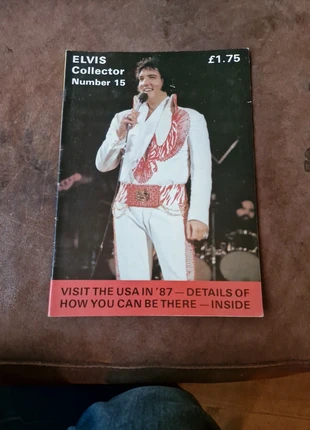 ELVIS
Collector
Number 15
£1.75
VISIT THE USA IN '87 — DETAILS OF
HOW YOU CAN BE THERE — INSIDE